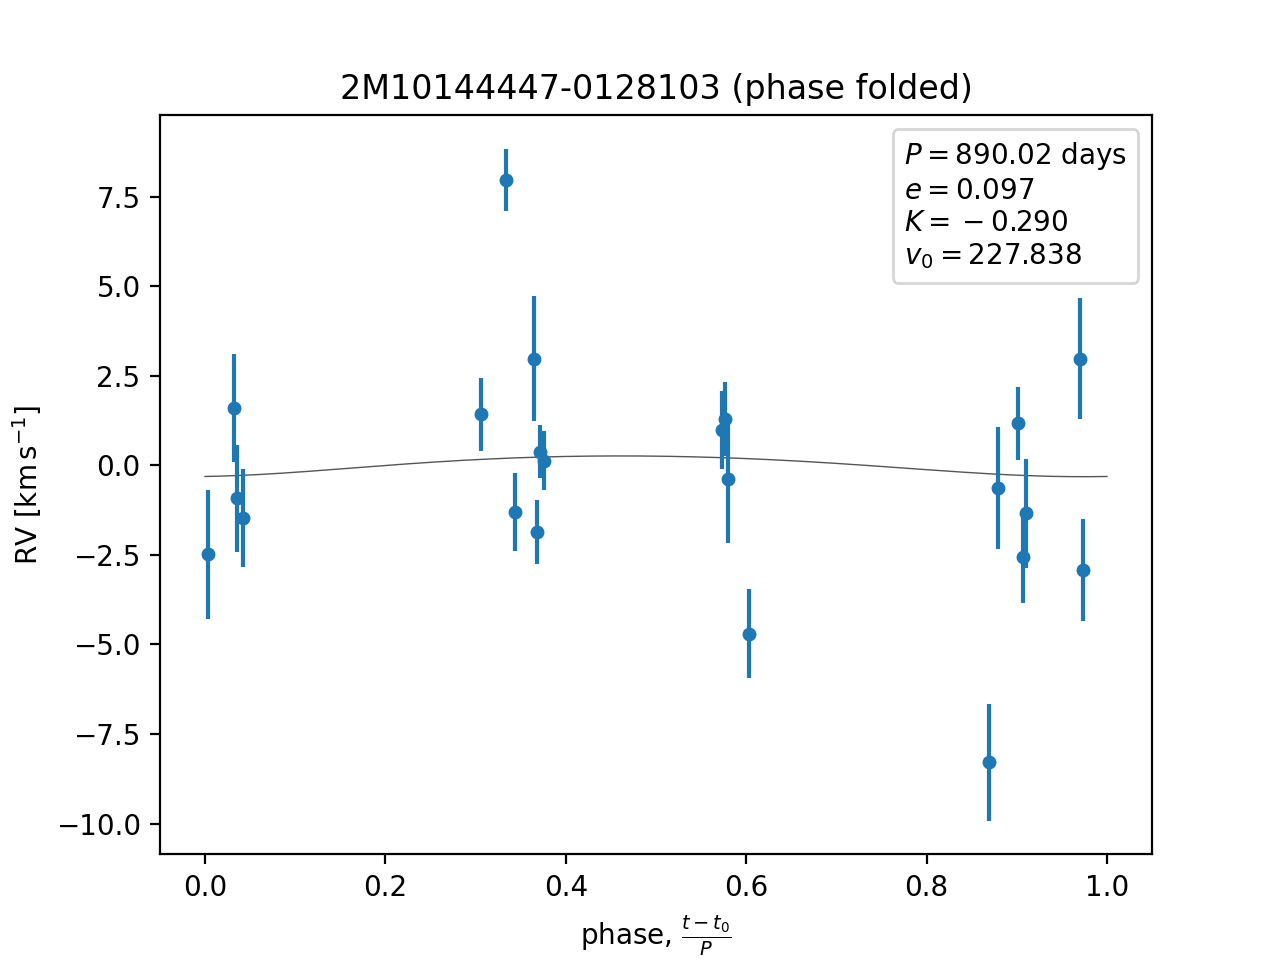 2M10144447-0128103 (phase folded)
P = 890.02 days
e = 0.097
K = −0.290
v₀ = 227.838
7.5
5.0
2.5
0.0
−2.5
−5.0
−7.5
−10.0
RV [km s⁻¹]
0.0 0.2 0.4 0.6 0.8 1.0
phase, (t − t₀)/P